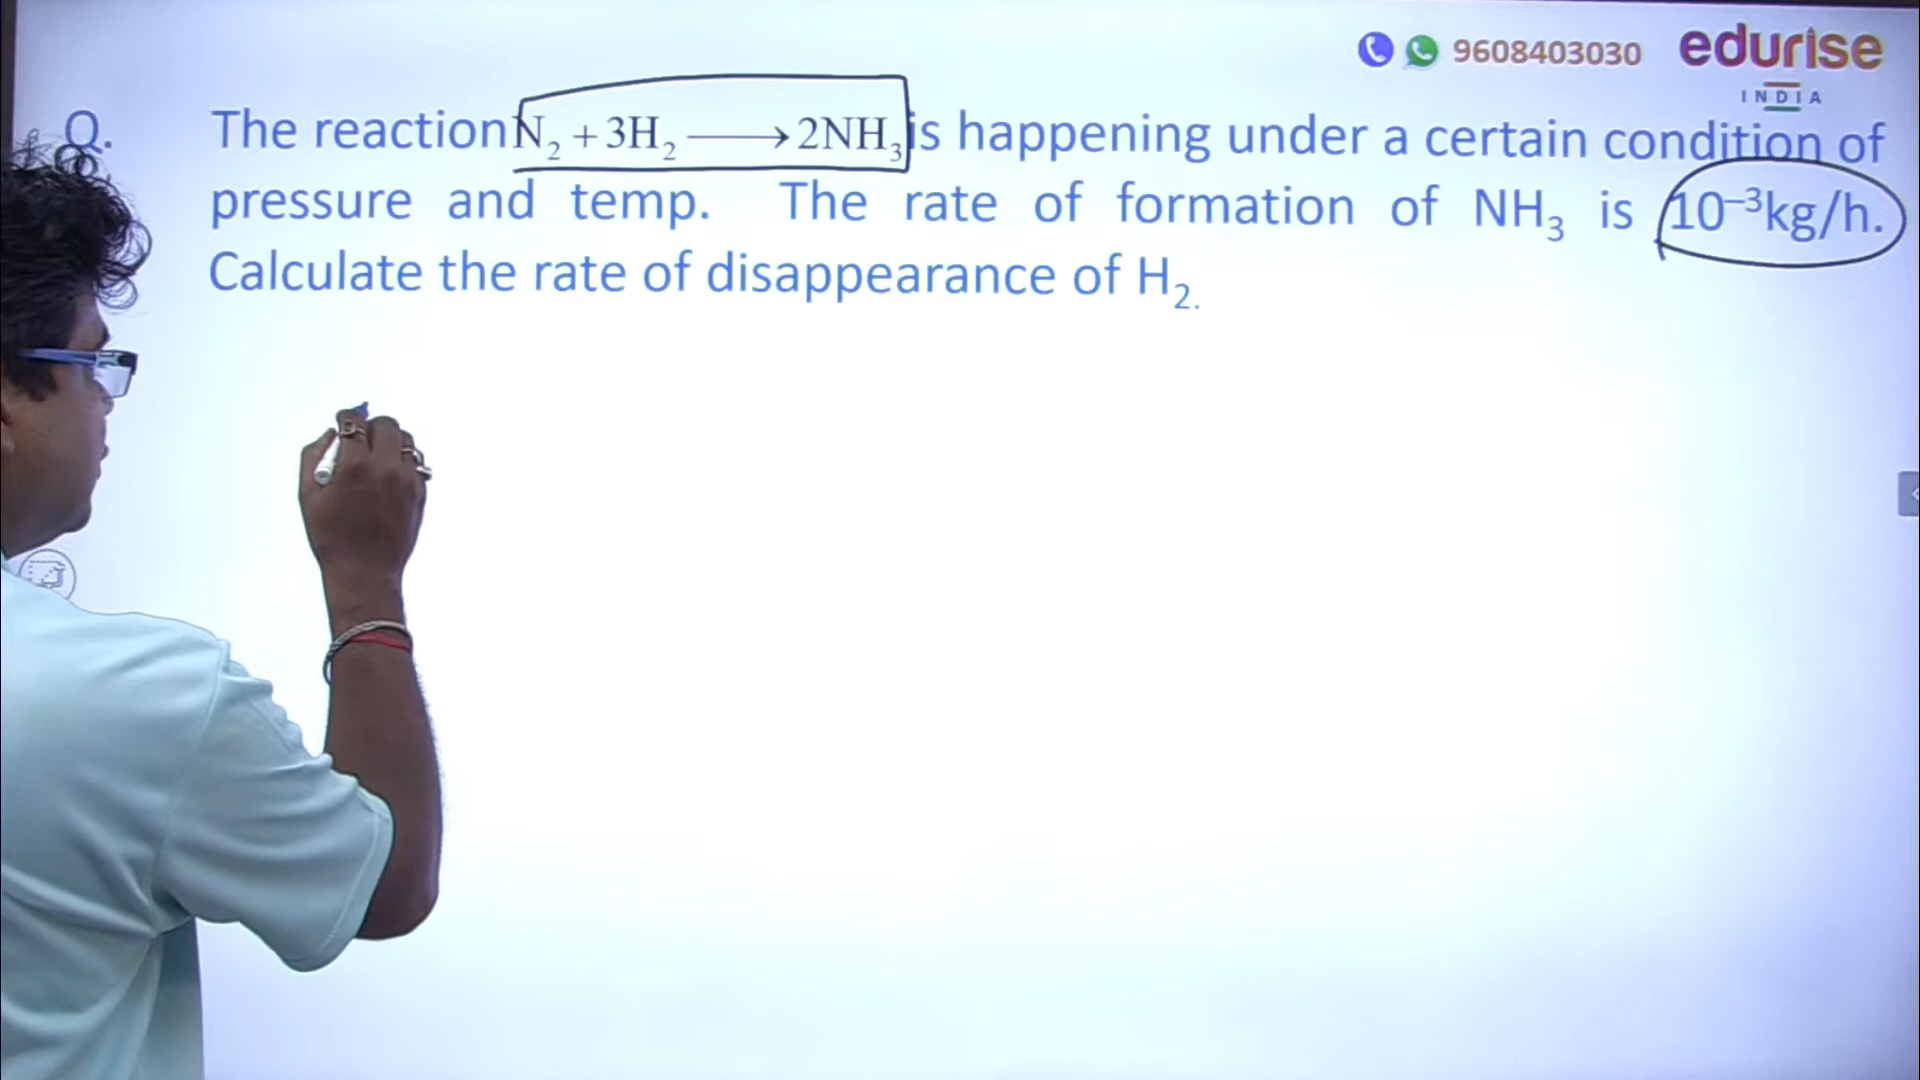 9608403030 edurise
INDIA
Q. The reaction N₂ + 3H₂ ⟶ 2NH₃ is happening under a certain condition of
pressure and temp. The rate of formation of NH₃ is 10⁻³kg/h.
Calculate the rate of disappearance of H₂.